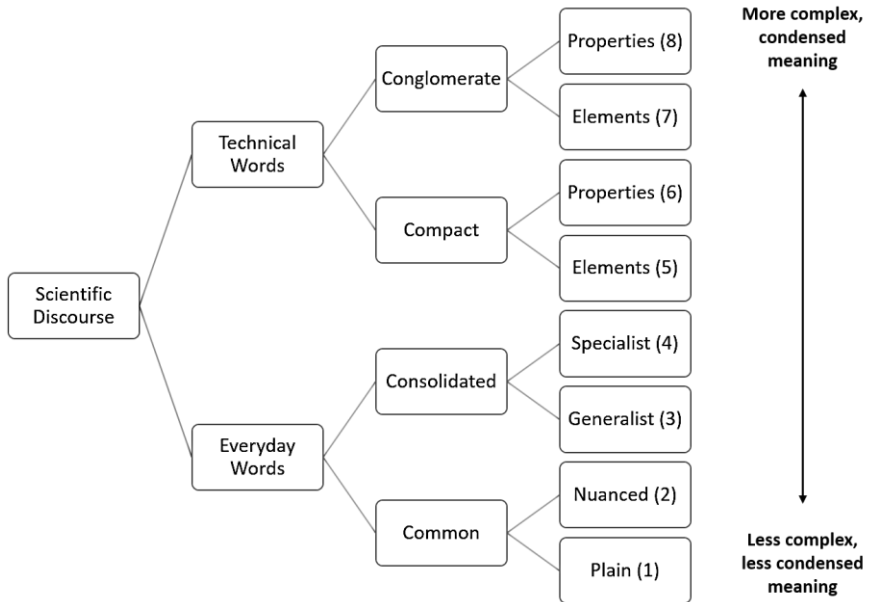 Scientific
Discourse
Technical
Words
Everyday
Words
Conglomerate
Compact
Consolidated
Common
Properties (8)
Elements (7)
Properties (6)
Elements (5)
Specialist (4)
Generalist (3)
Nuanced (2)
Plain (1)
More complex,
condensed
meaning
Less complex,
less condensed
meaning